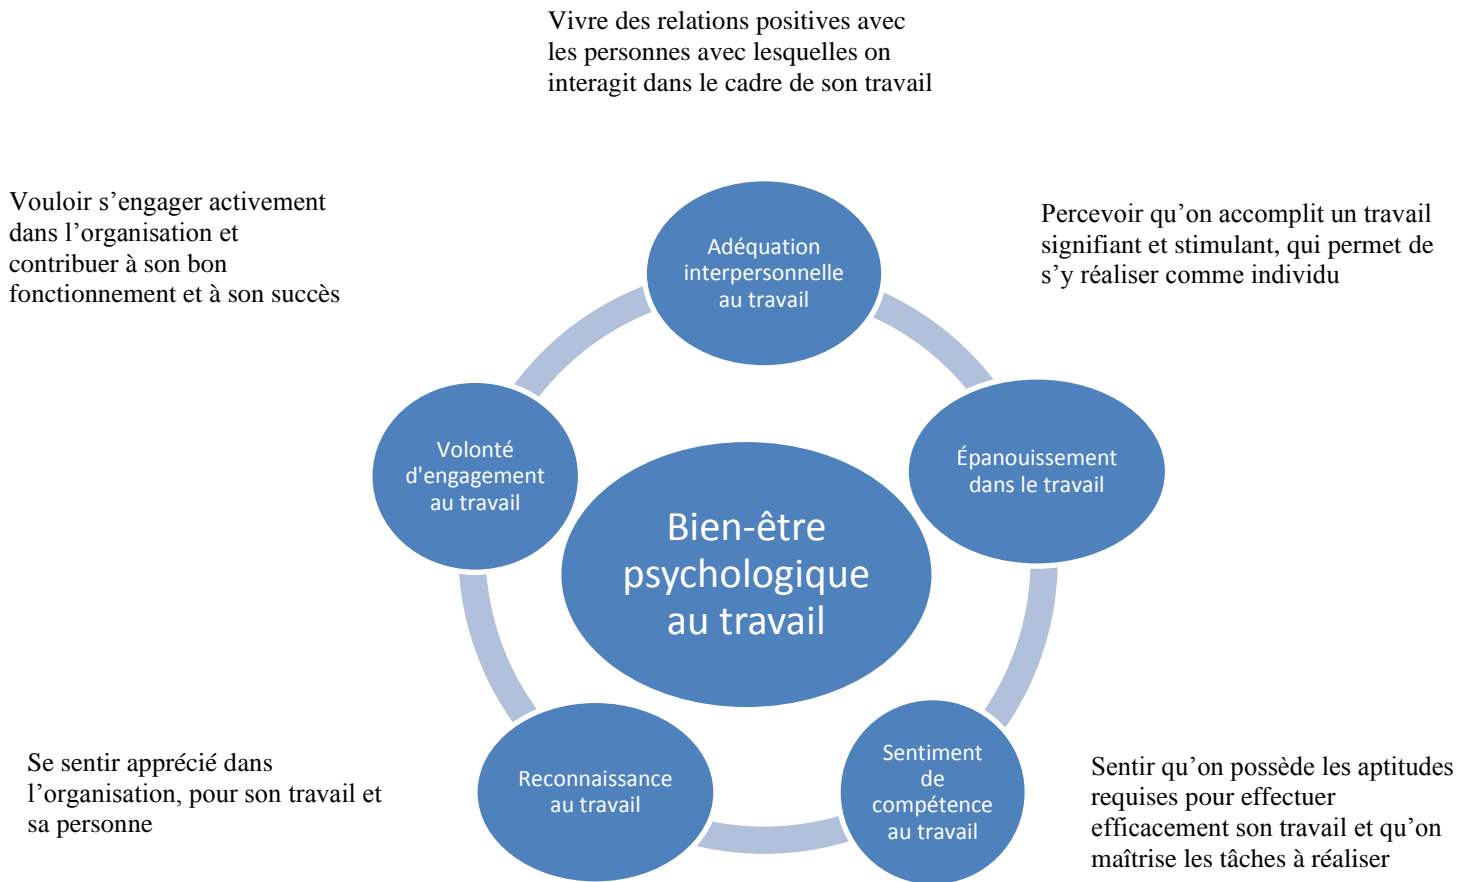 Vivre des relations positives avec
les personnes avec lesquelles on
interagit dans le cadre de son travail
Vouloir s’engager activement
dans l’organisation et
contribuer à son bon
fonctionnement et à son succès
Percevoir qu’on accomplit un travail
signifiant et stimulant, qui permet de
s’y réaliser comme individu
Adéquation
interpersonnelle
au travail
Volonté
d'engagement
au travail
Épanouissement
dans le travail
Bien-être
psychologique
au travail
Reconnaissance
au travail
Sentiment
de
compétence
au travail
Se sentir apprécié dans
l’organisation, pour son travail et
sa personne
Sentir qu’on possède les aptitudes
requises pour effectuer
efficacement son travail et qu’on
maîtrise les tâches à réaliser